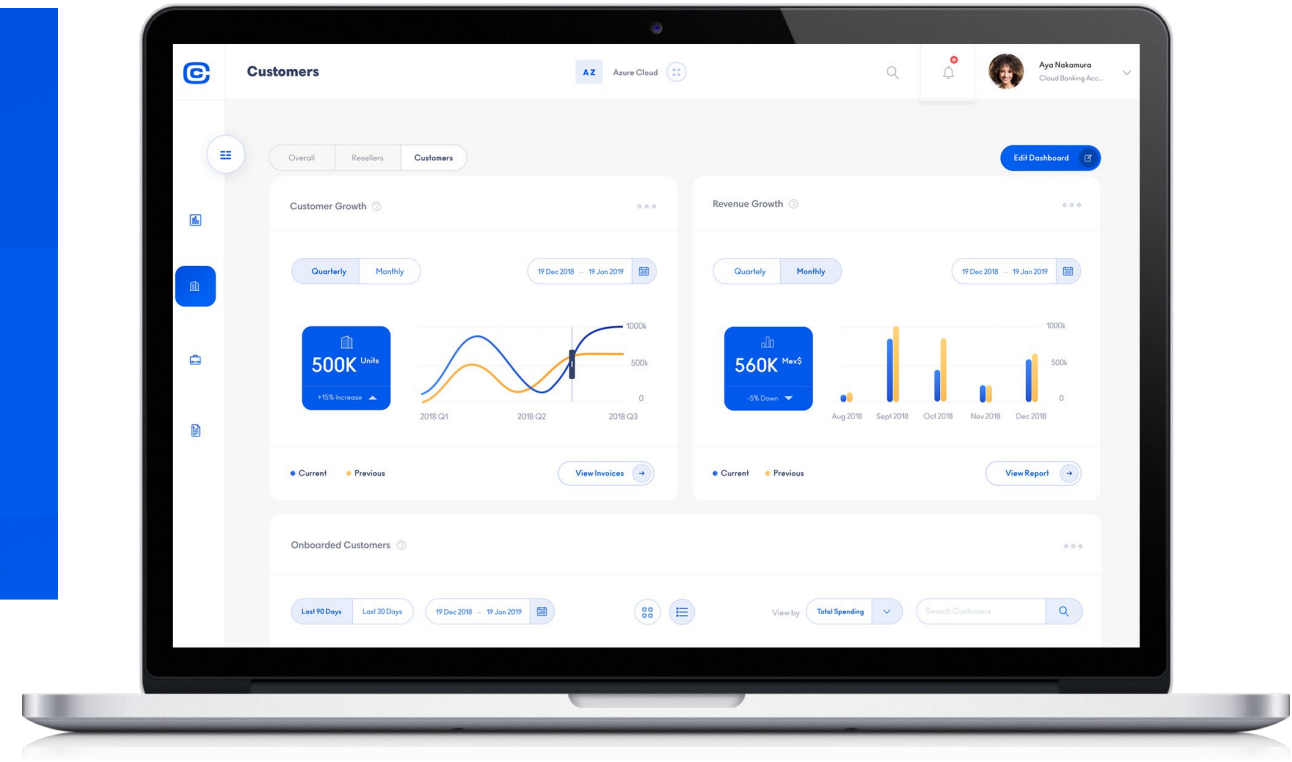 Customers
AZ Azure Cloud
Aya Nakamura
Cloud Banking Acc...
Overall Resellers Customers
Edit Dashboard
Customer Growth
Quarterly Monthly
19 Dec 2018 – 19 Jan 2019
500K Units
+15% Increase
1000k
500k
0
2018 Q1 2018 Q2 2018 Q3
Current Previous
View Invoices
Revenue Growth
Quartely Monthly
19 Dec 2018 – 19 Jan 2019
560K Mex$
-5% Down
1000k
500k
0
Aug 2018 Sept 2018 Oct 2018 Nov 2018 Dec 2018
Current Previous
View Report
Onboarded Customers
Last 90 Days Last 30 Days
19 Dec 2018 – 19 Jan 2019
View by Total Spending
Search Customers